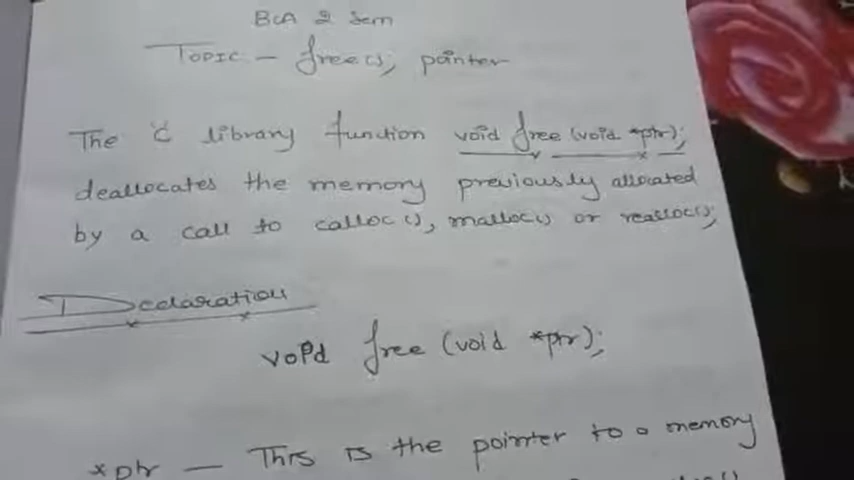 BCA 2 Sem
Topic - free(); pointer
The 'C library function void free (void *ptr);
deallocates the memory previously allocated
by a call to calloc(), malloc() or realloc();
Declaration
void free (void *ptr);
*ptr — This is the pointer to a memory